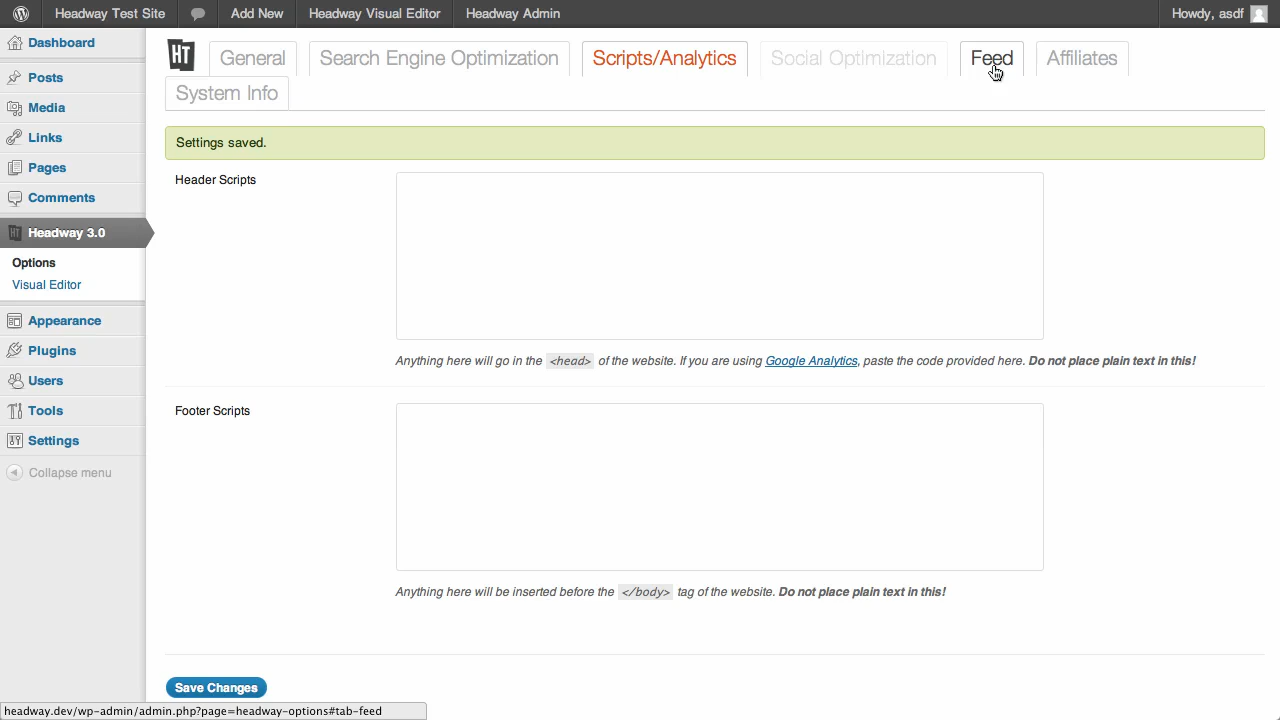 Headway Test Site Add New Headway Visual Editor Headway Admin Howdy, asdf
Dashboard
Posts
Media
Links
Pages
Comments
Headway 3.0
Options
Visual Editor
Appearance
Plugins
Users
Tools
Settings
Collapse menu
HT General Search Engine Optimization Scripts/Analytics Social Optimization Feed Affiliates
System Info
Settings saved.
Header Scripts
Anything here will go in the <head> of the website. If you are using Google Analytics, paste the code provided here. Do not place plain text in this!
Footer Scripts
Anything here will be inserted before the </body> tag of the website. Do not place plain text in this!
Save Changes
headway.dev/wp-admin/admin.php?page=headway-options#tab-feed